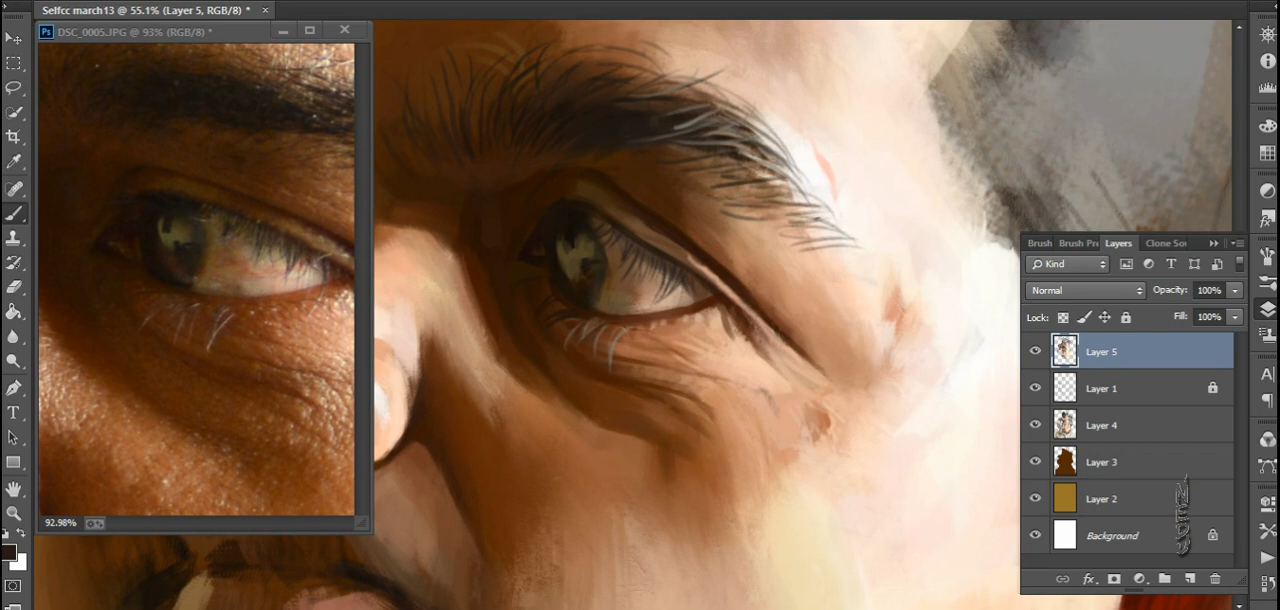 Selfcc march13 @ 55.1% (Layer 5, RGB/8) *
Ps DSC_0005.JPG @ 93% (RGB/8) *
92.98%
Brush Brush Pre Layers Clone Sou
Kind
Normal Opacity: 100%
Lock: Fill: 100%
Layer 5
Layer 1
Layer 4
Layer 3
Layer 2
Background